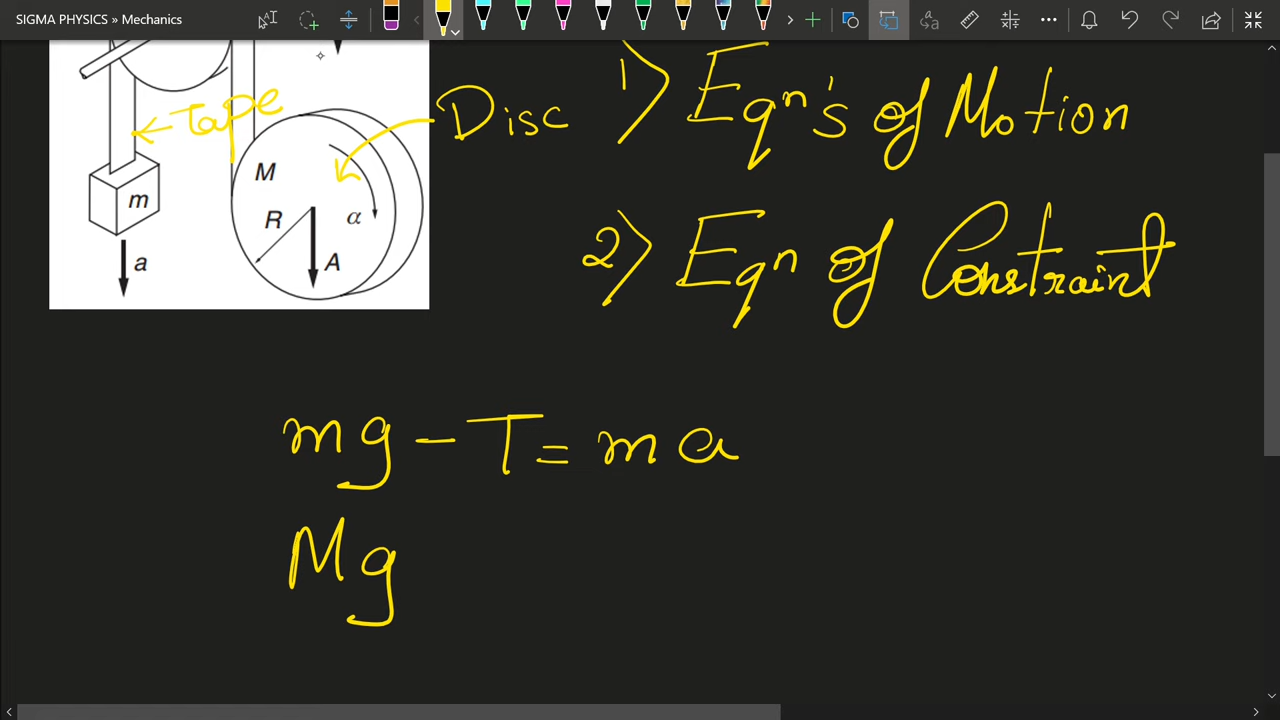 SIGMA PHYSICS » Mechanics
1) Eqⁿ's of Motion
Tape
Disc
M
m
R
α
a
A
2) Eqⁿ of Constraint
mg - T = ma
Mg